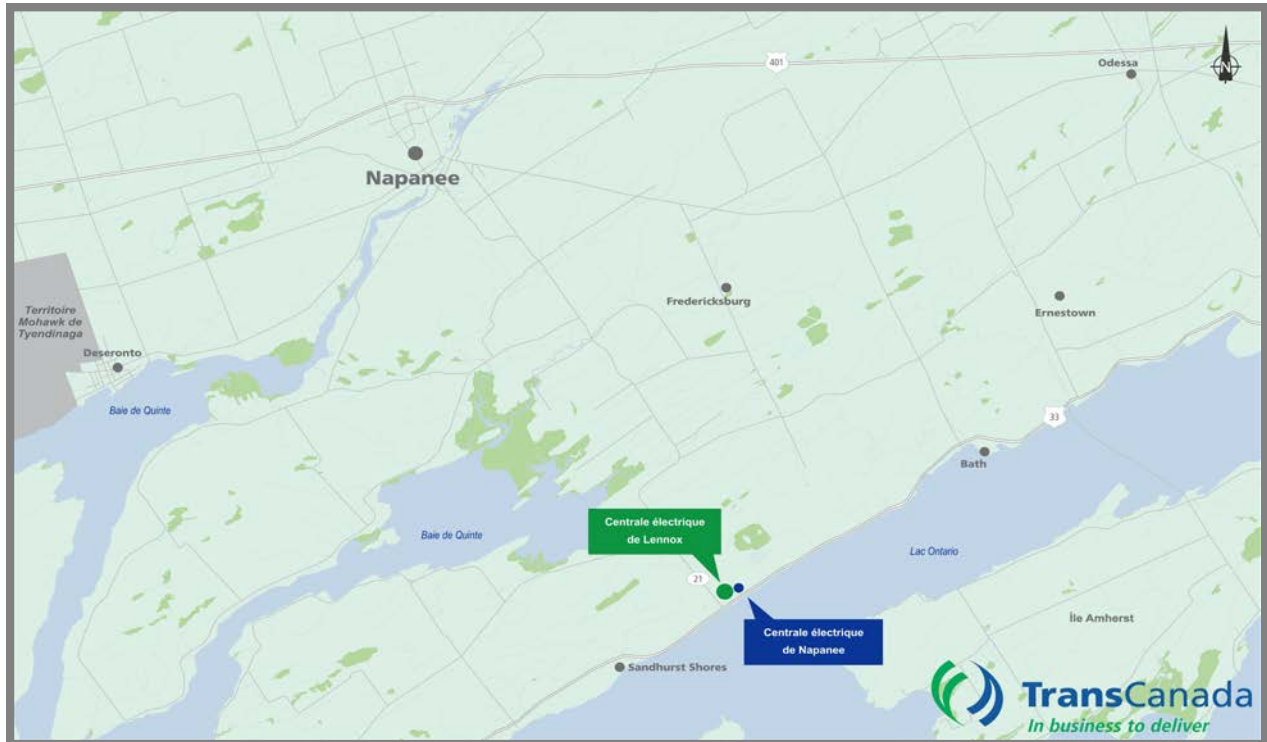 401
Odessa
N
Napanee
Territoire
Mohawk de
Tyendinaga
Fredericksburg
Ernestown
Deseronto
Baie de Quinte
33
Bath
Centrale électrique
de Lennox
Baie de Quinte
Lac Ontario
21
Centrale électrique
de Napanee
Île Amherst
Sandhurst Shores
TransCanada
In business to deliver